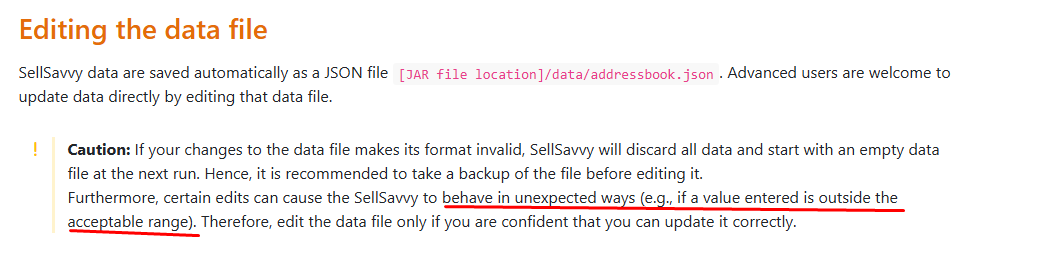 Editing the data file
SellSavvy data are saved automatically as a JSON file [JAR file location]/data/addressbook.json . Advanced users are welcome to
update data directly by editing that data file.
! Caution: If your changes to the data file makes its format invalid, SellSavvy will discard all data and start with an empty data
file at the next run. Hence, it is recommended to take a backup of the file before editing it.
Furthermore, certain edits can cause the SellSavvy to behave in unexpected ways (e.g., if a value entered is outside the
acceptable range). Therefore, edit the data file only if you are confident that you can update it correctly.